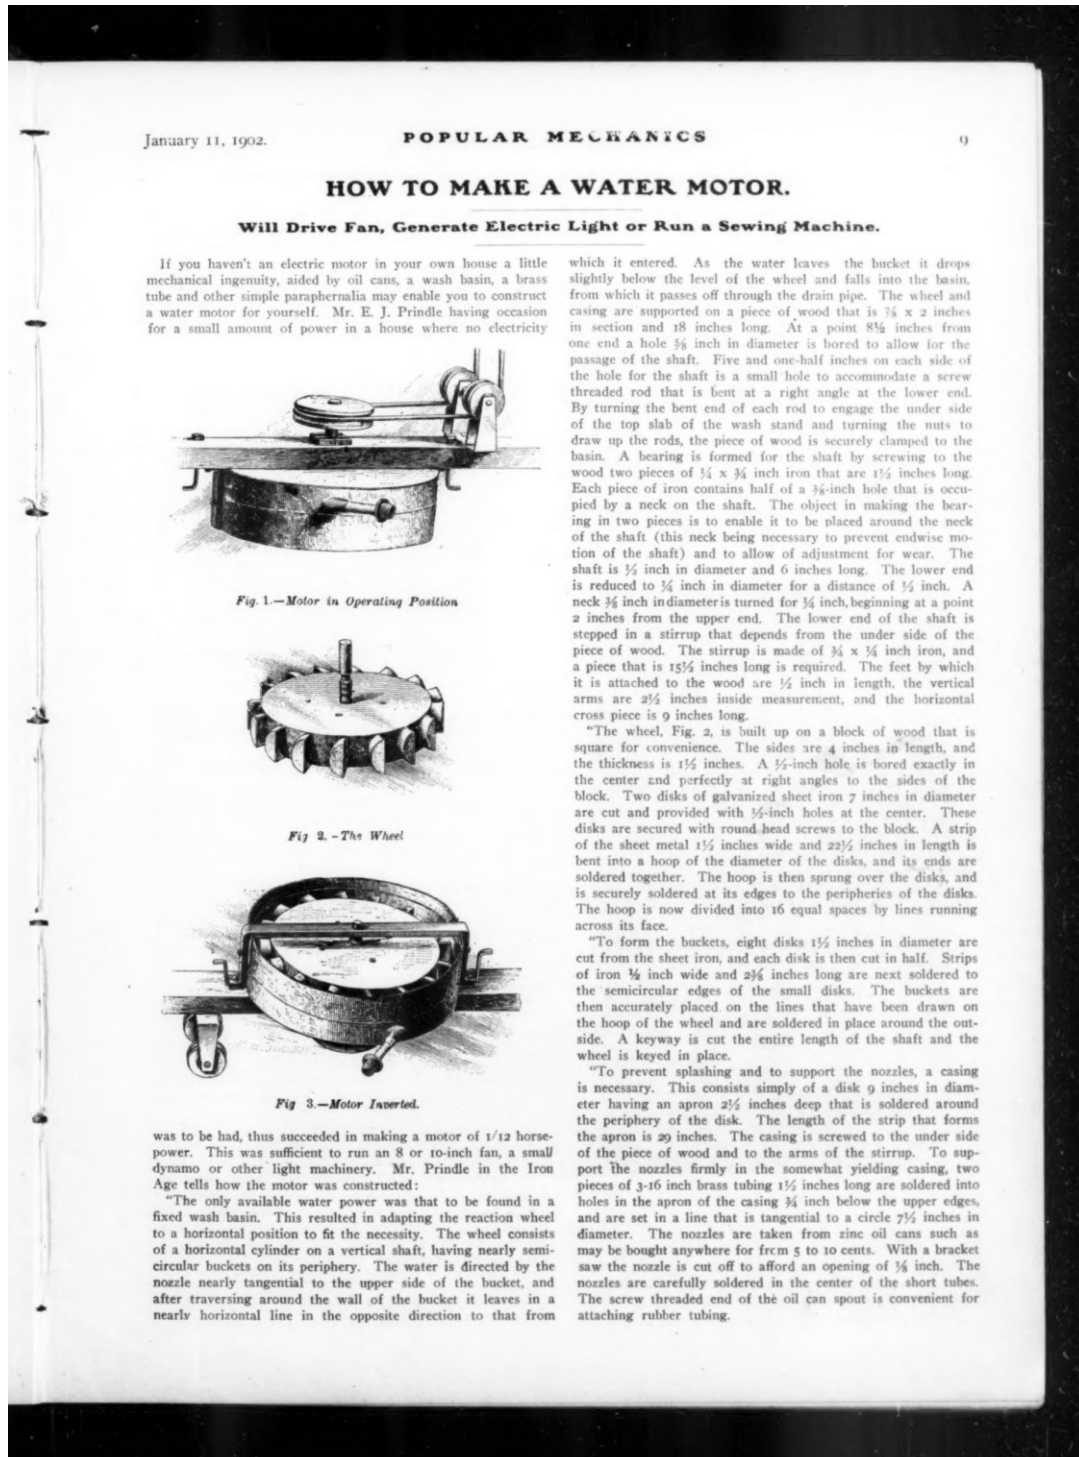 January 11, 1902.
POPULAR MECHANICS
9
HOW TO MAKE A WATER MOTOR.
Will Drive Fan, Generate Electric Light or Run a Sewing Machine.
If you haven't an electric motor in your own house a little
mechanical ingenuity, aided by oil cans, a wash basin, a brass
tube and other simple paraphernalia may enable you to construct
a water motor for yourself. Mr. E. J. Prindle having occasion
for a small amount of power in a house where no electricity
Fig. 1.—Motor in Operating Position
Fig 2. - The Wheel
Fig 3.—Motor Inverted.
was to be had, thus succeeded in making a motor of 1/12 horse-
power. This was sufficient to run an 8 or 10-inch fan, a small
dynamo or other light machinery. Mr. Prindle in the Iron
Age tells how the motor was constructed:
"The only available water power was that to be found in a
fixed wash basin. This resulted in adapting the reaction wheel
to a horizontal position to fit the necessity. The wheel consists
of a horizontal cylinder on a vertical shaft, having nearly semi-
circular buckets on its periphery. The water is directed by the
nozzle nearly tangential to the upper side of the bucket, and
after traversing around the wall of the bucket it leaves in a
nearly horizontal line in the opposite direction to that from
which it entered. As the water leaves the bucket it drops
slightly below the level of the wheel and falls into the basin,
from which it passes off through the drain pipe. The wheel and
casing are supported on a piece of wood that is ⅞ x 2 inches
in section and 18 inches long. At a point 8½ inches from
one end a hole ⅝ inch in diameter is bored to allow for the
passage of the shaft. Five and one-half inches on each side of
the hole for the shaft is a small hole to accommodate a screw
threaded rod that is bent at a right angle at the lower end.
By turning the bent end of each rod to engage the under side
of the top slab of the wash stand and turning the nuts to
draw up the rods, the piece of wood is securely clamped to the
basin. A bearing is formed for the shaft by screwing to the
wood two pieces of ¼ x ¾ inch iron that are 1½ inches long.
Each piece of iron contains half of a ⅜-inch hole that is occu-
pied by a neck on the shaft. The object in making the bear-
ing in two pieces is to enable it to be placed around the neck
of the shaft (this neck being necessary to prevent endwise mo-
tion of the shaft) and to allow of adjustment for wear. The
shaft is ½ inch in diameter and 6 inches long. The lower end
is reduced to ¼ inch in diameter for a distance of ½ inch. A
neck ⅜ inch in diameter is turned for ¼ inch, beginning at a point
2 inches from the upper end. The lower end of the shaft is
stepped in a stirrup that depends from the under side of the
piece of wood. The stirrup is made of ¾ x ¼ inch iron, and
a piece that is 15½ inches long is required. The feet by which
it is attached to the wood are ½ inch in length, the vertical
arms are 2½ inches inside measurement, and the horizontal
cross piece is 9 inches long.
"The wheel, Fig. 2, is built up on a block of wood that is
square for convenience. The sides are 4 inches in length, and
the thickness is 1½ inches. A ½-inch hole is bored exactly in
the center and perfectly at right angles to the sides of the
block. Two disks of galvanized sheet iron 7 inches in diameter
are cut and provided with ½-inch holes at the center. These
disks are secured with round head screws to the block. A strip
of the sheet metal 1½ inches wide and 22½ inches in length is
bent into a hoop of the diameter of the disks, and its ends are
soldered together. The hoop is then sprung over the disks, and
is securely soldered at its edges to the peripheries of the disks.
The hoop is now divided into 16 equal spaces by lines running
across its face.
"To form the buckets, eight disks 1½ inches in diameter are
cut from the sheet iron, and each disk is then cut in half. Strips
of iron ½ inch wide and 2⅜ inches long are next soldered to
the semicircular edges of the small disks. The buckets are
then accurately placed on the lines that have been drawn on
the hoop of the wheel and are soldered in place around the out-
side. A keyway is cut the entire length of the shaft and the
wheel is keyed in place.
"To prevent splashing and to support the nozzles, a casing
is necessary. This consists simply of a disk 9 inches in diam-
eter having an apron 2½ inches deep that is soldered around
the periphery of the disk. The length of the strip that forms
the apron is 29 inches. The casing is screwed to the under side
of the piece of wood and to the arms of the stirrup. To sup-
port the nozzles firmly in the somewhat yielding casing, two
pieces of 3-16 inch brass tubing 1½ inches long are soldered into
holes in the apron of the casing ¾ inch below the upper edges,
and are set in a line that is tangential to a circle 7½ inches in
diameter. The nozzles are taken from zinc oil cans such as
may be bought anywhere for from 5 to 10 cents. With a bracket
saw the nozzle is cut off to afford an opening of ⅛ inch. The
nozzles are carefully soldered in the center of the short tubes.
The screw threaded end of the oil can spout is convenient for
attaching rubber tubing.